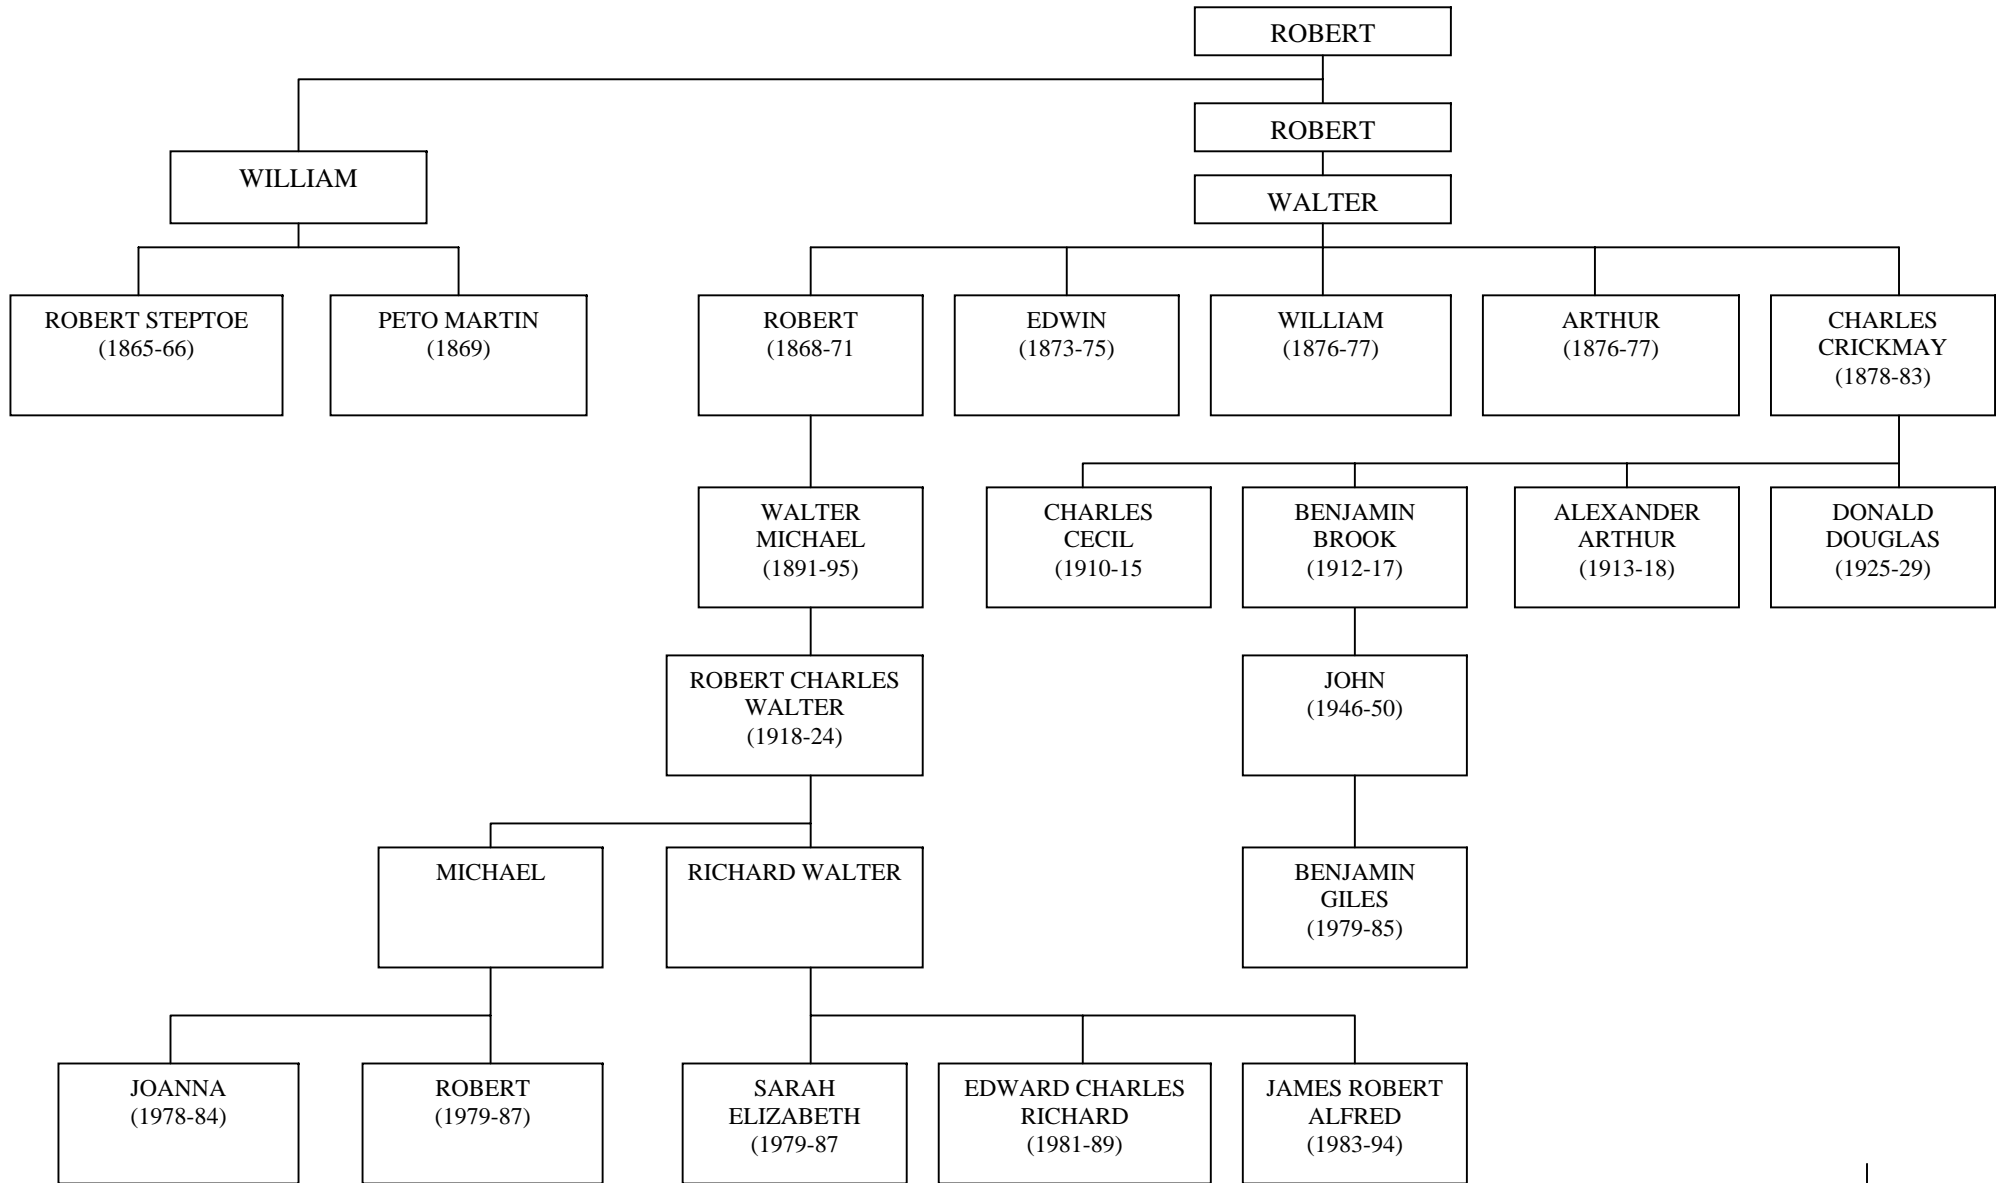 ROBERT
ROBERT
WILLIAM
WALTER
ROBERT STEPTOE
(1865-66)
PETO MARTIN
(1869)
ROBERT
(1868-71
EDWIN
(1873-75)
WILLIAM
(1876-77)
ARTHUR
(1876-77)
CHARLES
CRICKMAY
(1878-83)
WALTER
MICHAEL
(1891-95)
CHARLES
CECIL
(1910-15
BENJAMIN
BROOK
(1912-17)
ALEXANDER
ARTHUR
(1913-18)
DONALD
DOUGLAS
(1925-29)
ROBERT CHARLES
WALTER
(1918-24)
JOHN
(1946-50)
MICHAEL
RICHARD WALTER
BENJAMIN
GILES
(1979-85)
JOANNA
(1978-84)
ROBERT
(1979-87)
SARAH
ELIZABETH
(1979-87
EDWARD CHARLES
RICHARD
(1981-89)
JAMES ROBERT
ALFRED
(1983-94)